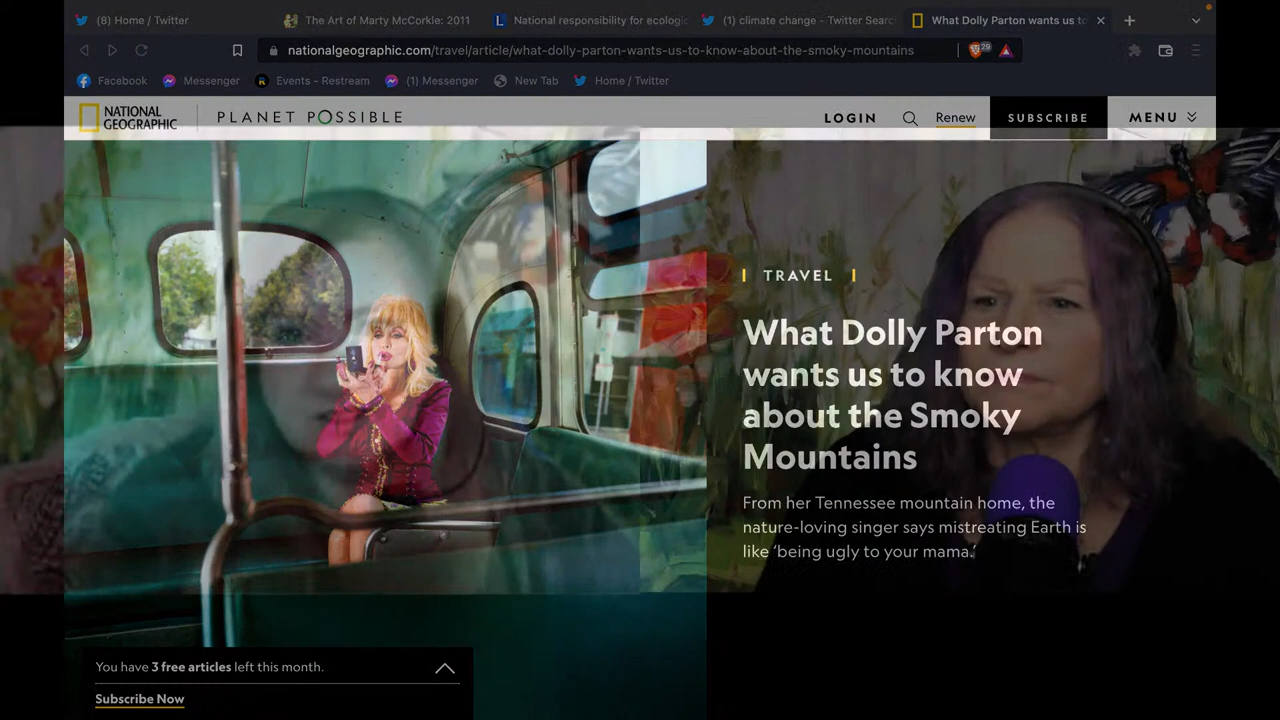 (8) Home / Twitter
The Art of Marty McCorkle: 2011
National responsibility for ecologic
(1) climate change - Twitter Searc
What Dolly Parton wants us to
nationalgeographic.com/travel/article/what-dolly-parton-wants-us-to-know-about-the-smoky-mountains
29
Facebook
Messenger
Events - Restream
(1) Messenger
New Tab
Home / Twitter
NATIONAL
GEOGRAPHIC
PLANET POSSIBLE
LOGIN
Renew
SUBSCRIBE
MENU
TRAVEL
What Dolly Parton
wants us to know
about the Smoky
Mountains
From her Tennessee mountain home, the
nature-loving singer says mistreating Earth is
like ‘being ugly to your mama.’
You have 3 free articles left this month.
Subscribe Now